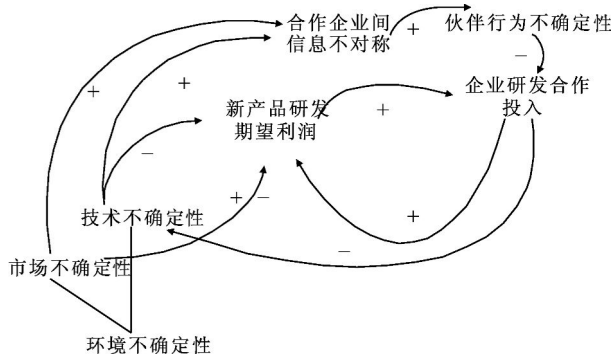 合作企业间
信息不对称
+
伙伴行为不确定性
−
+
+
新产品研发
期望利润
+
企业研发合作
投入
−
+
−
技术不确定性
+
−
市场不确定性
环境不确定性